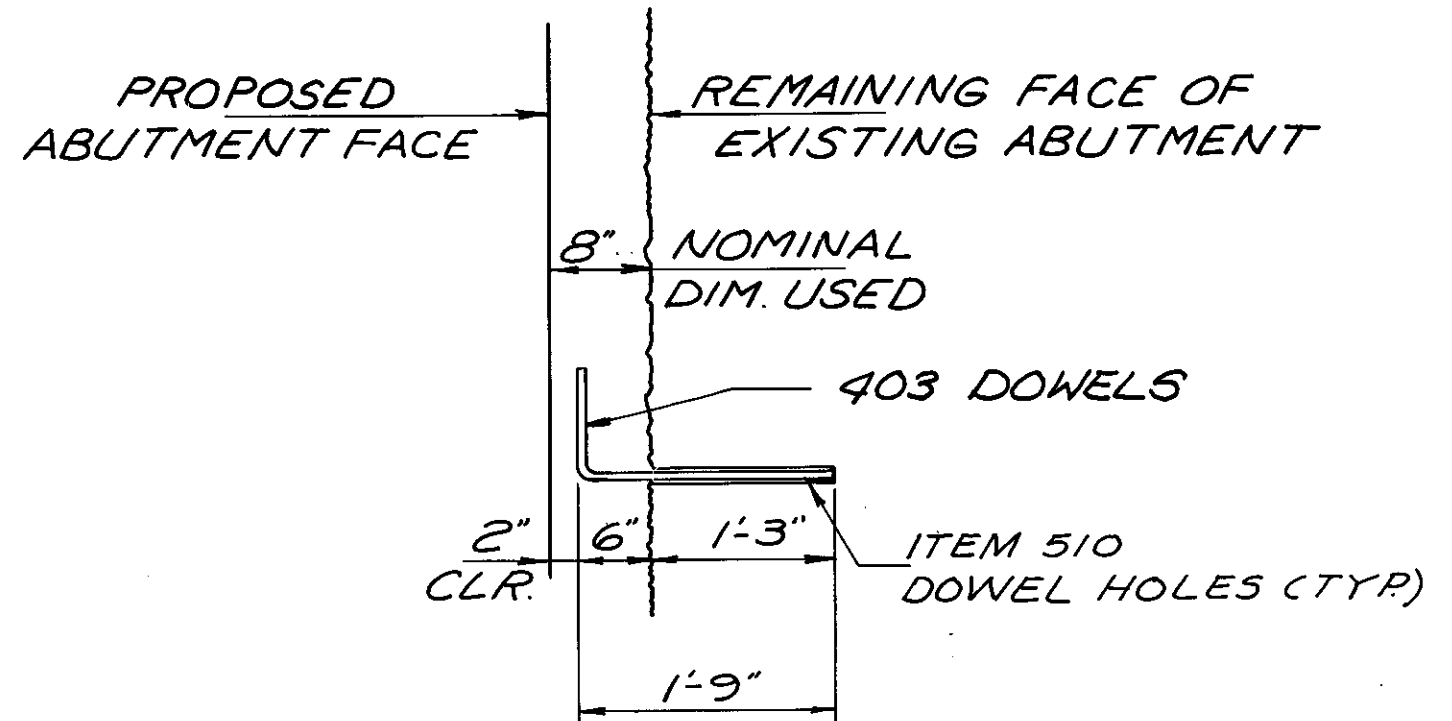 PROPOSED
ABUTMENT FACE
REMAINING FACE OF
EXISTING ABUTMENT
8" NOMINAL
DIM. USED
403 DOWELS
2"
CLR.
6"
1'-3"
ITEM 510
DOWEL HOLES (TYP.)
1'-9"